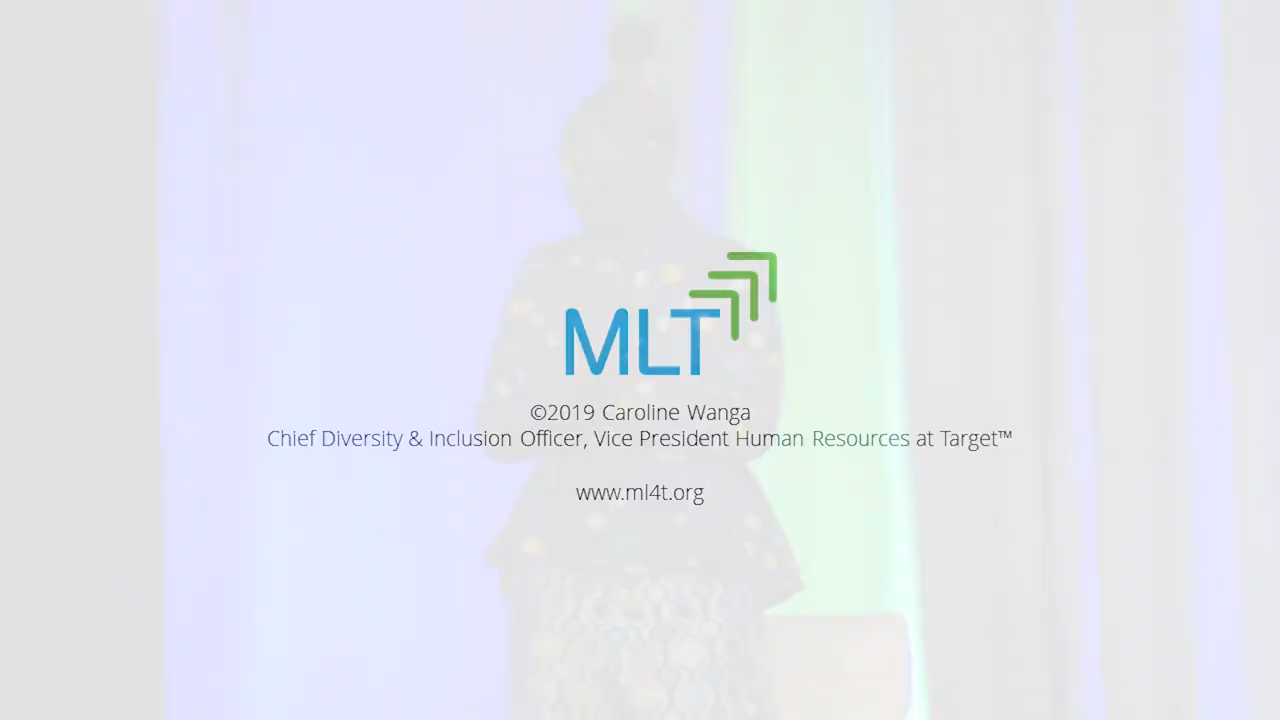 MLT
©2019 Caroline Wanga
Chief Diversity & Inclusion Officer, Vice President Human Resources at Target™
www.ml4t.org